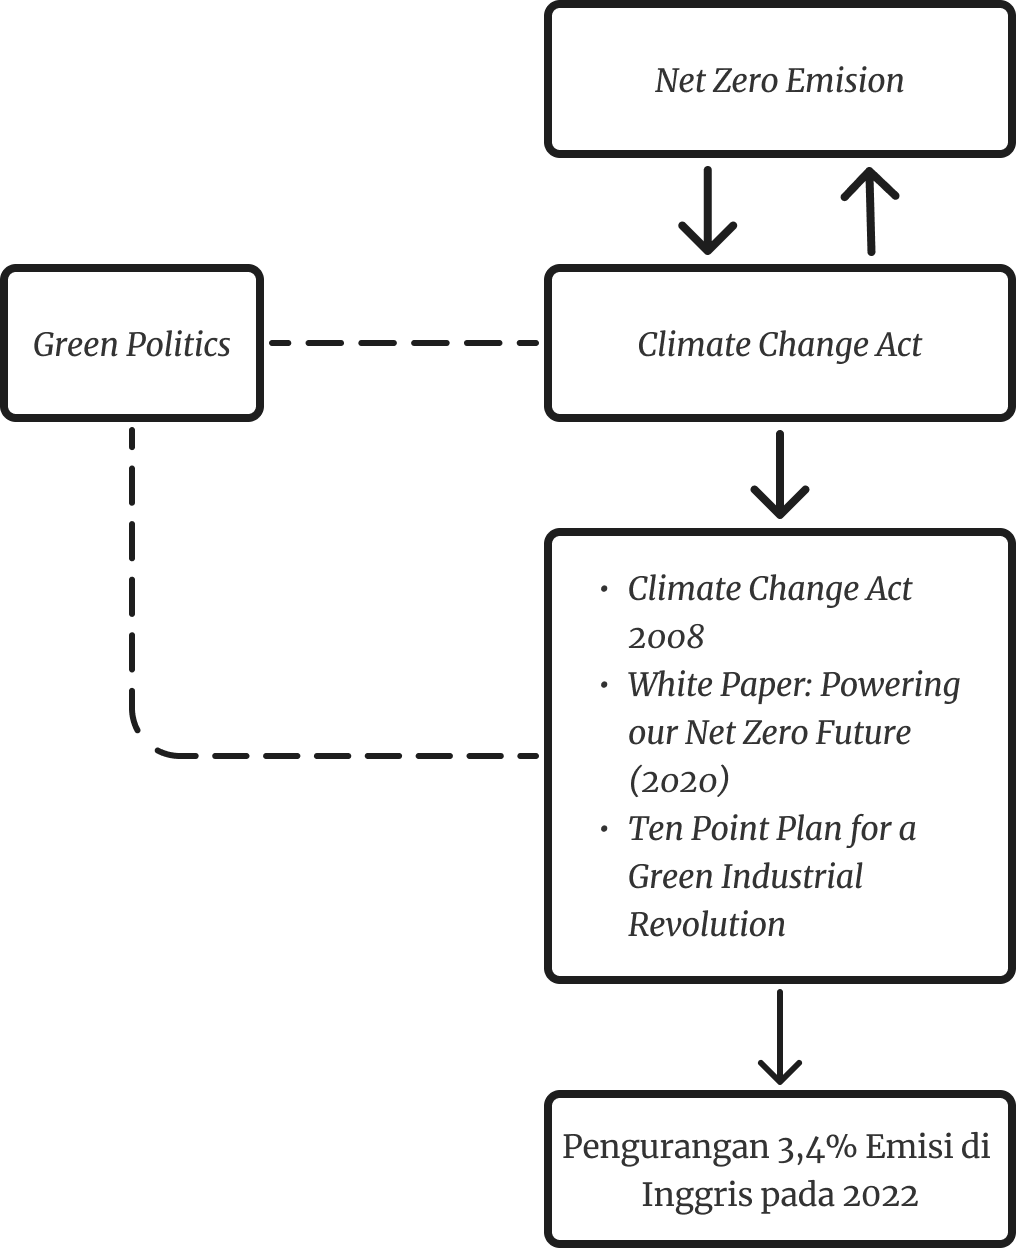 Net Zero Emision
Green Politics
Climate Change Act
• Climate Change Act
2008
• White Paper: Powering
our Net Zero Future
(2020)
• Ten Point Plan for a
Green Industrial
Revolution
Pengurangan 3,4% Emisi di
Inggris pada 2022